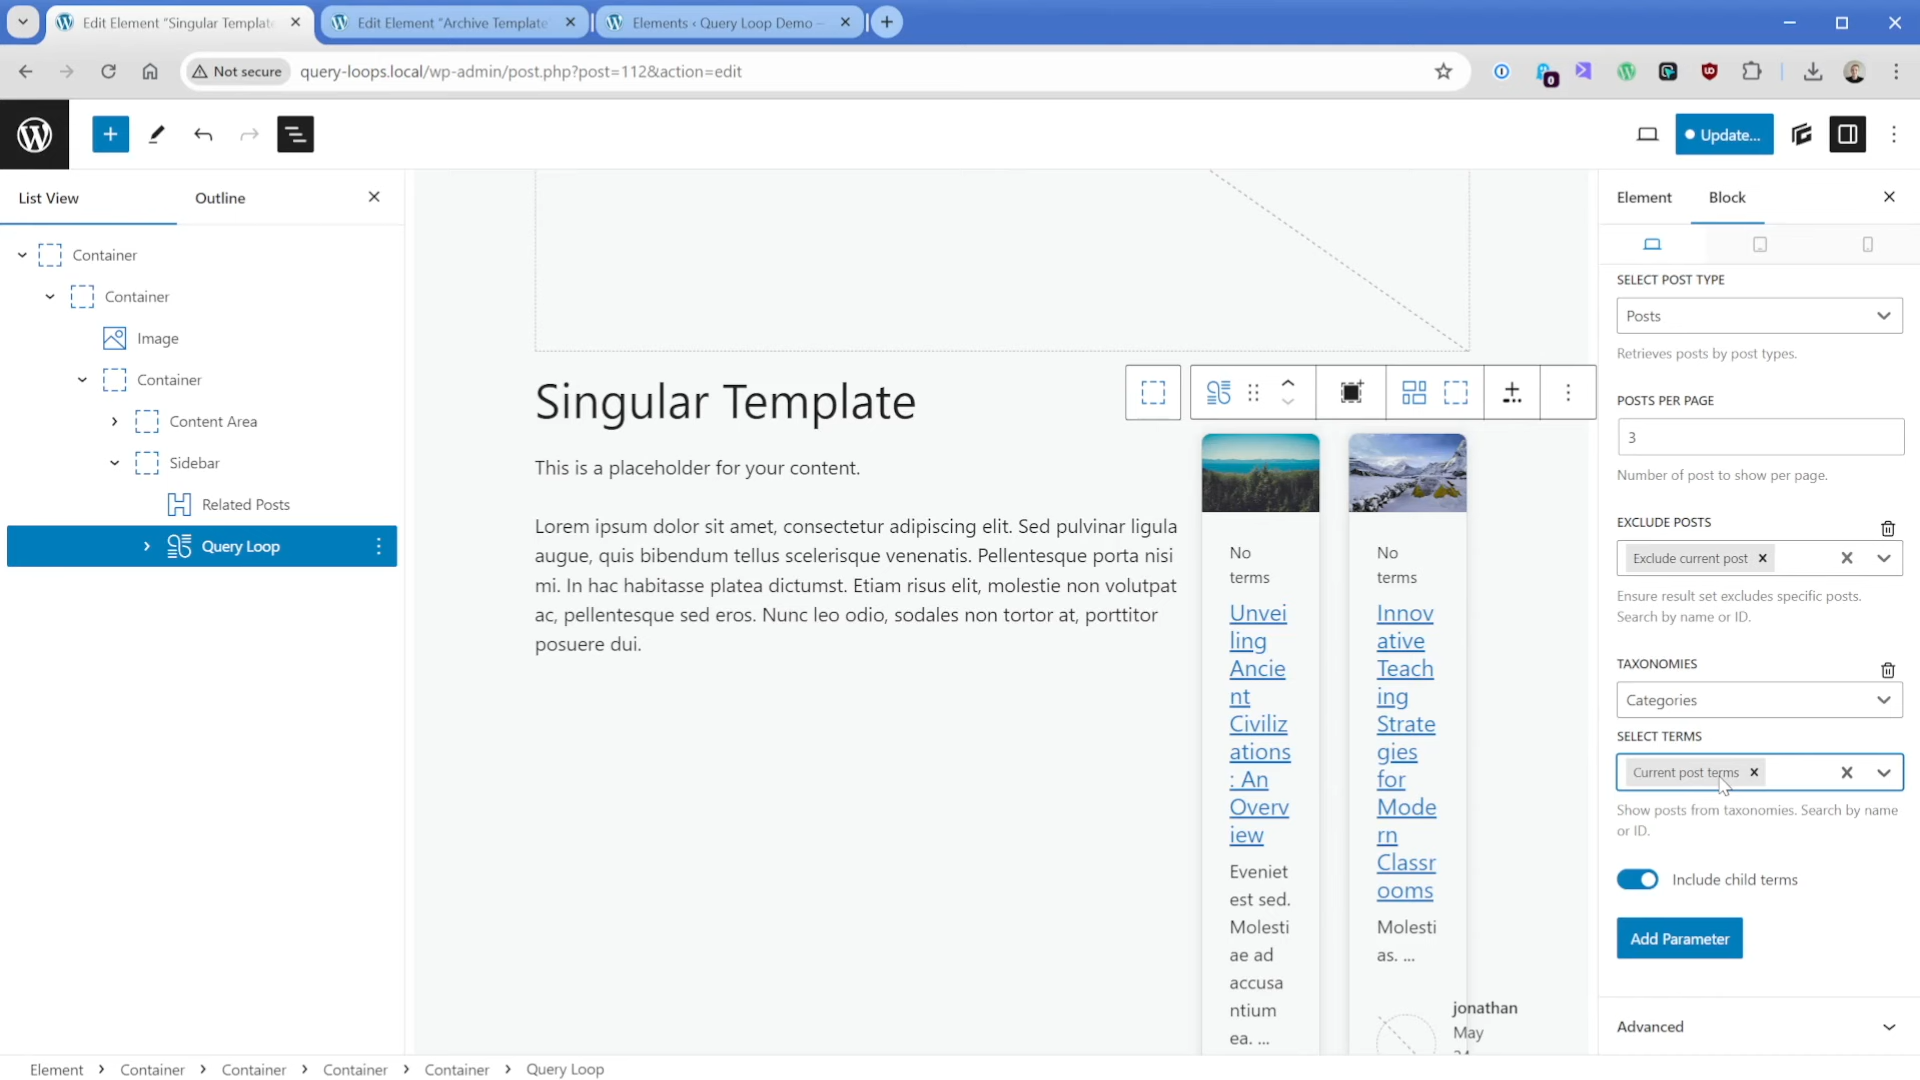 Edit Element "Singular Templat
Edit Element "Archive Template"
Elements ‹ Query Loop Demo —
Not secure
query-loops.local/wp-admin/post.php?post=112&action=edit
0
Update...
List View
Outline
Element
Block
Container
Container
Image
Container
Content Area
Sidebar
Related Posts
Query Loop
Singular Template
This is a placeholder for your content.
Lorem ipsum dolor sit amet, consectetur adipiscing elit. Sed pulvinar ligula
augue, quis bibendum tellus scelerisque venenatis. Pellentesque porta nisi
mi. In hac habitasse platea dictumst. Etiam risus elit, molestie non volutpat
ac, pellentesque sed eros. Nunc leo odio, sodales non tortor at, porttitor
posuere dui.
No
terms
Unvei
ling
Ancie
nt
Civiliz
ations
: An
Overv
iew
Eveniet
est sed.
Molesti
ae ad
accusa
ntium
ea. ...
No
terms
Innov
ative
Teach
ing
Strate
gies
for
Mode
rn
Classr
ooms
Molesti
as. ...
jonathan
May
24
SELECT POST TYPE
Posts
Retrieves posts by post types.
POSTS PER PAGE
3
Number of post to show per page.
EXCLUDE POSTS
Exclude current post
Ensure result set excludes specific posts.
Search by name or ID.
TAXONOMIES
Categories
SELECT TERMS
Current post terms
Show posts from taxonomies. Search by name
or ID.
Include child terms
Add Parameter
Advanced
Element
Container
Container
Container
Container
Query Loop